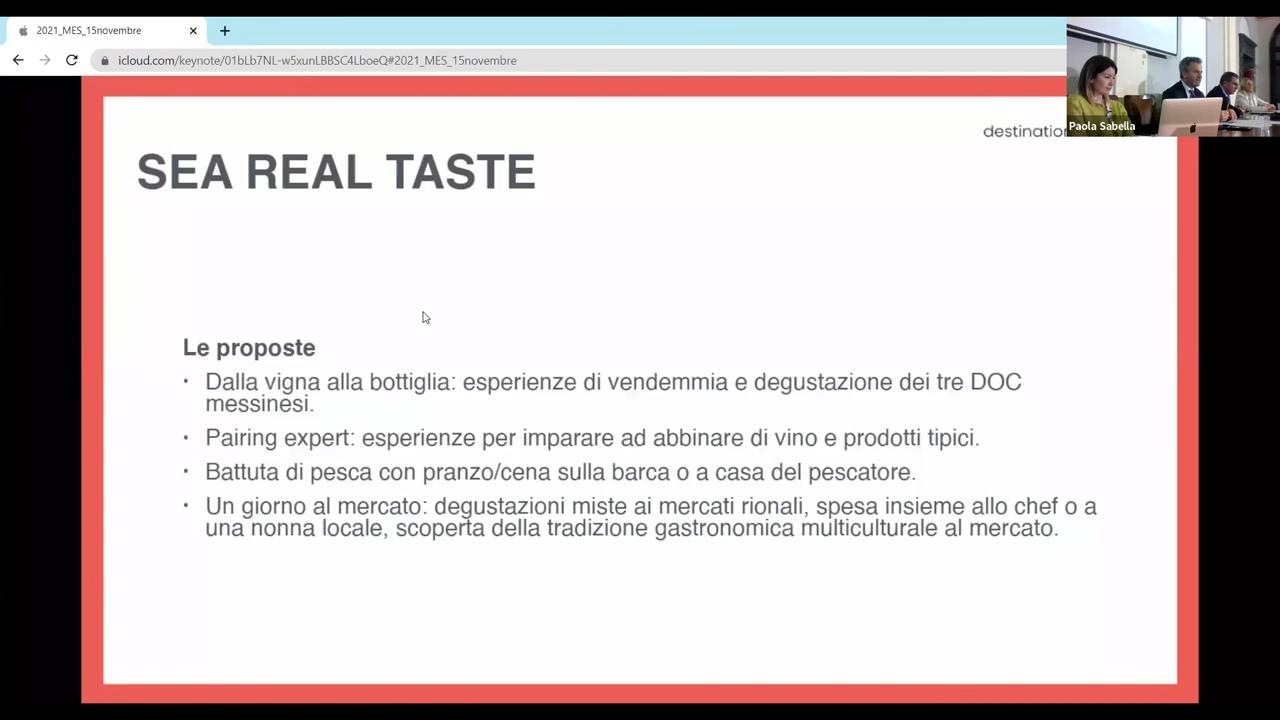 2021_MES_15novembre
icloud.com/keynote/01bLb7NL-w5xunLBBSC4LboeQ#2021_MES_15novembre
Paola Sabella
SEA REAL TASTE
Le proposte
• Dalla vigna alla bottiglia: esperienze di vendemmia e degustazione dei tre DOC
messinesi.
• Pairing expert: esperienze per imparare ad abbinare di vino e prodotti tipici.
• Battuta di pesca con pranzo/cena sulla barca o a casa del pescatore.
• Un giorno al mercato: degustazioni miste ai mercati rionali, spesa insieme allo chef o a
una nonna locale, scoperta della tradizione gastronomica multiculturale al mercato.